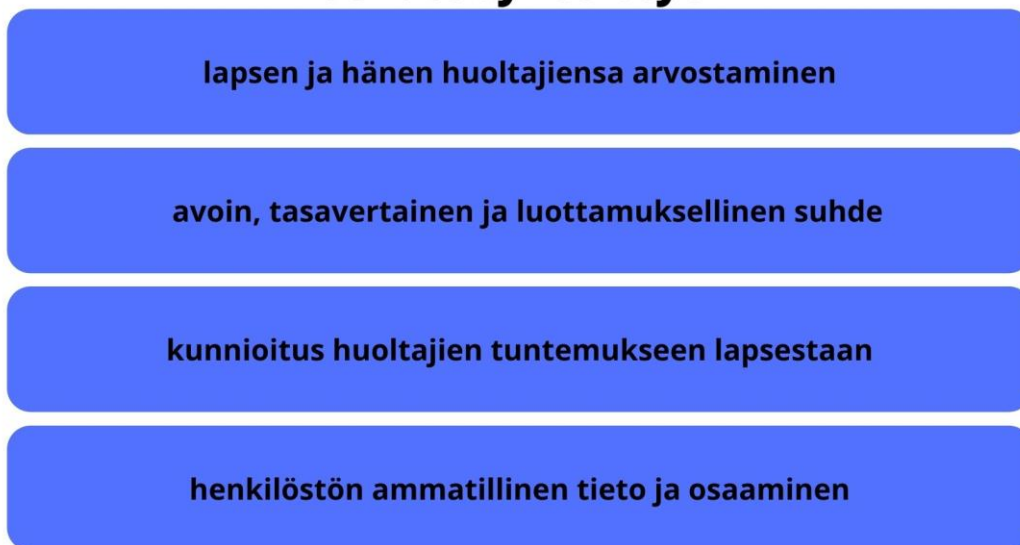 lapsen ja hänen huoltajiensa arvostaminen
avoin, tasavertainen ja luottamuksellinen suhde
kunnioitus huoltajien tuntemukseen lapsestaan
henkilöstön ammatillinen tieto ja osaaminen